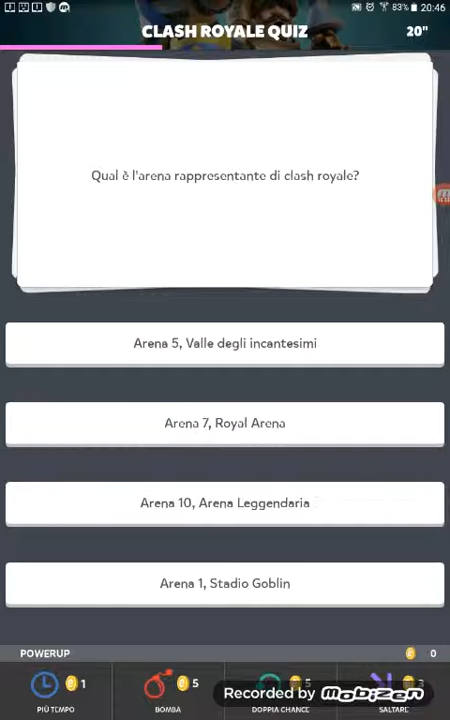 83% 20:46
CLASH ROYALE QUIZ
20"
Qual è l'arena rappresentante di clash royale?
Arena 5, Valle degli incantesimi
Arena 7, Royal Arena
Arena 10, Arena Leggendaria
Arena 1, Stadio Goblin
POWERUP 0
1 5 5 3
PIÙ TEMPO BOMBA DOPPIA CHANCE SALTARE
Recorded by mobizen